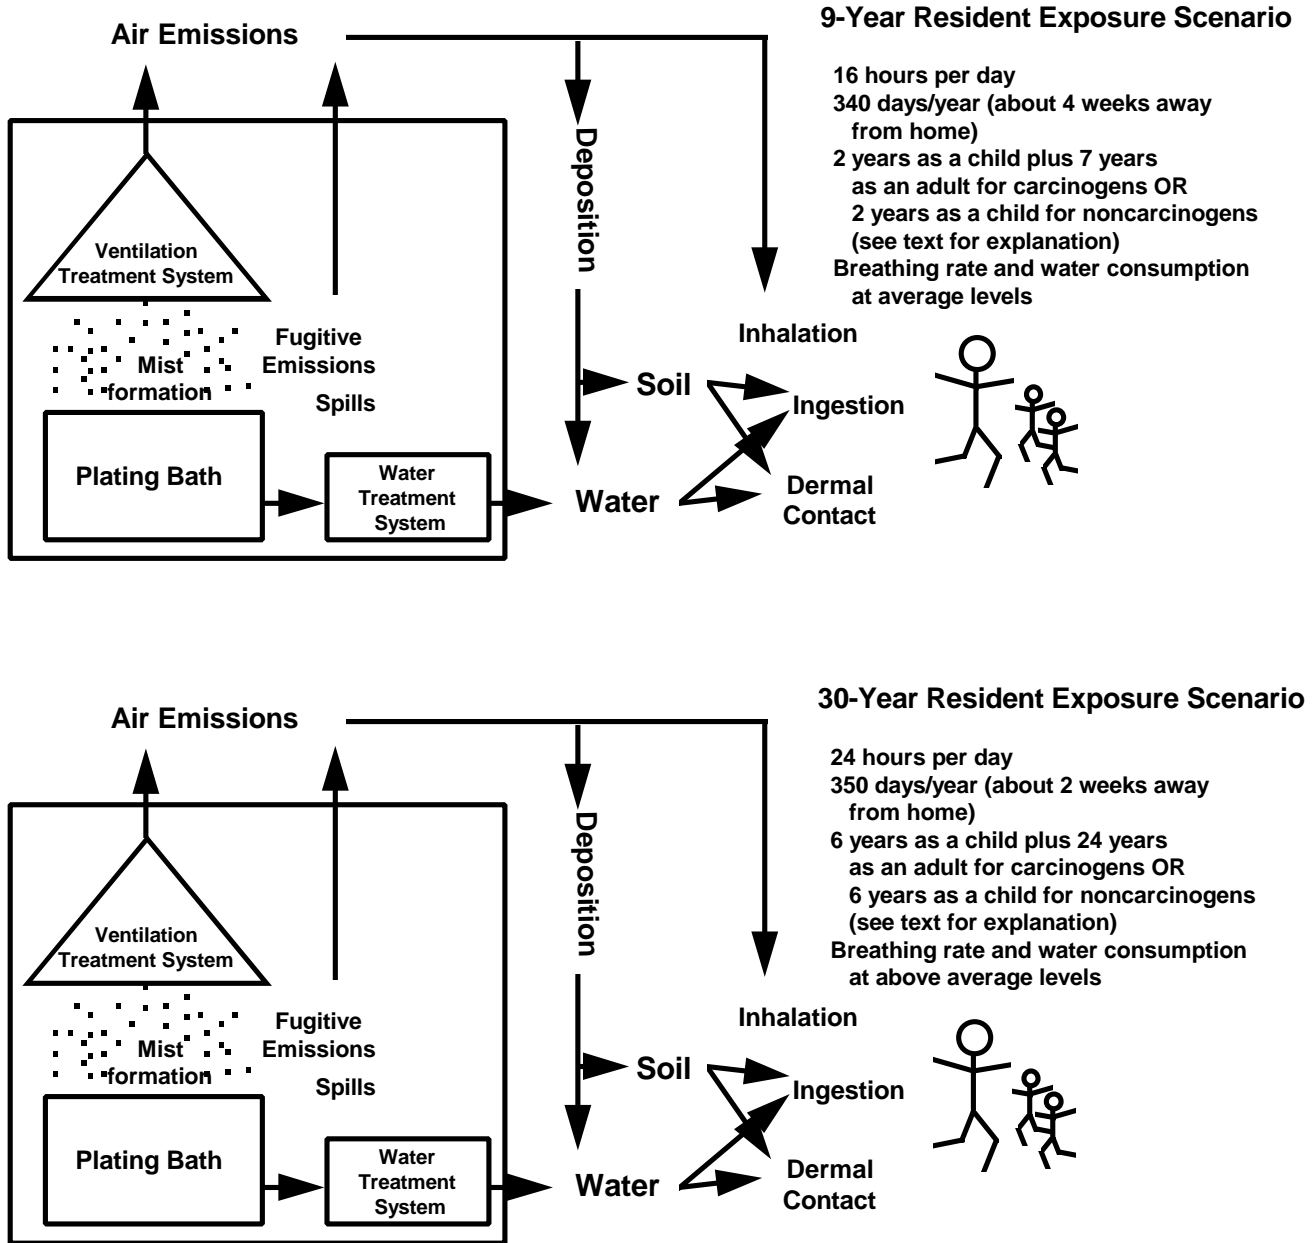 9-Year Resident Exposure Scenario
Air Emissions
16 hours per day
340 days/year (about 4 weeks away
from home)
2 years as a child plus 7 years
as an adult for carcinogens OR
2 years as a child for noncarcinogens
(see text for explanation)
Breathing rate and water consumption
at average levels
Deposition
Ventilation
Treatment System
Mist
formation
Fugitive
Emissions
Spills
Plating Bath
Water
Treatment
System
Soil
Water
Inhalation
Ingestion
Dermal
Contact
30-Year Resident Exposure Scenario
Air Emissions
24 hours per day
350 days/year (about 2 weeks away
from home)
6 years as a child plus 24 years
as an adult for carcinogens OR
6 years as a child for noncarcinogens
(see text for explanation)
Breathing rate and water consumption
at above average levels
Deposition
Ventilation
Treatment System
Mist
formation
Fugitive
Emissions
Spills
Plating Bath
Water
Treatment
System
Soil
Water
Inhalation
Ingestion
Dermal
Contact